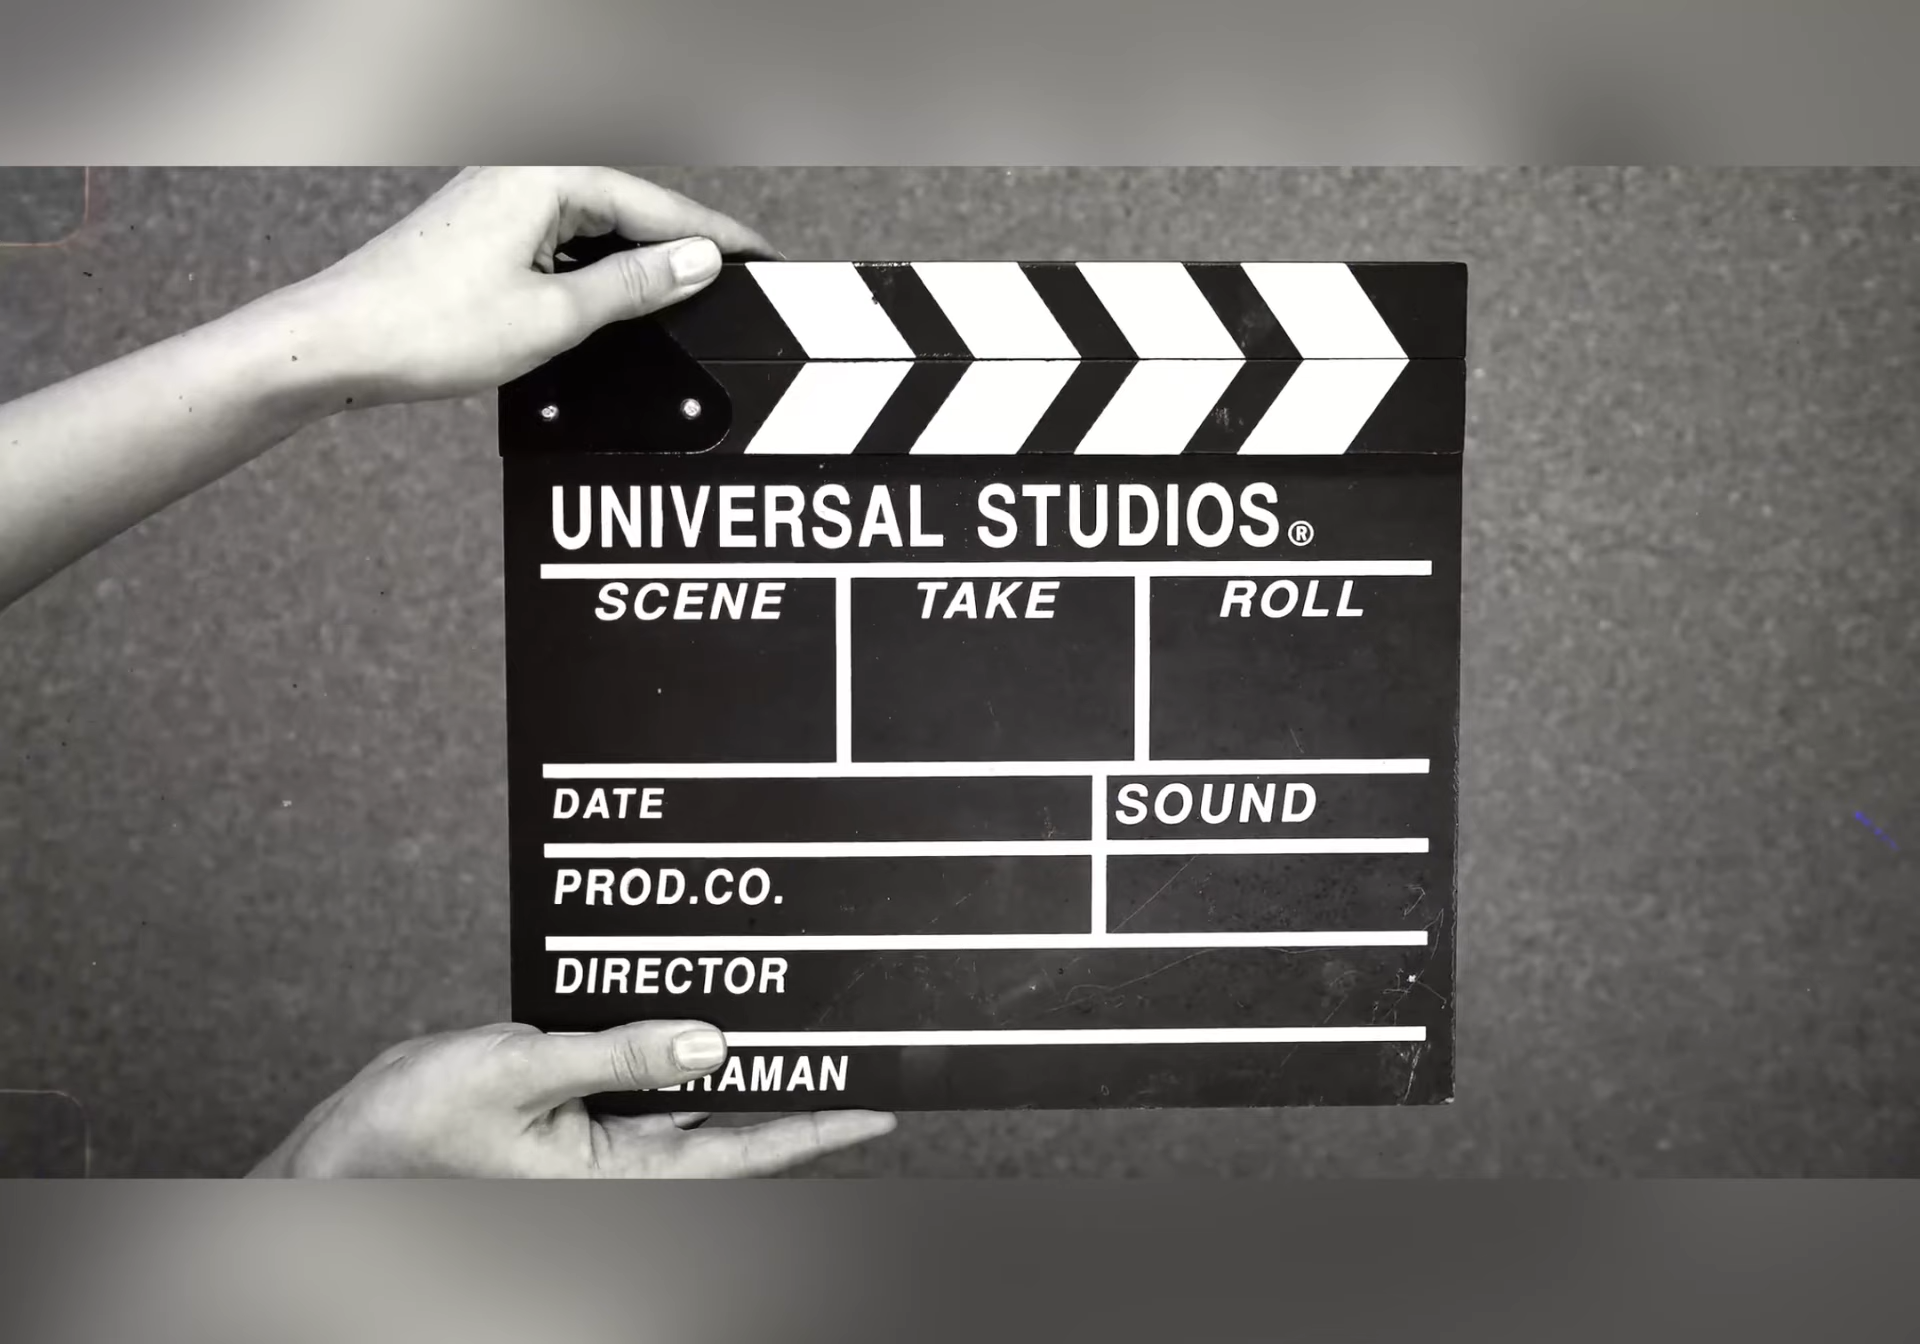 UNIVERSAL STUDIOS®
SCENE TAKE ROLL
DATE SOUND
PROD.CO.
DIRECTOR